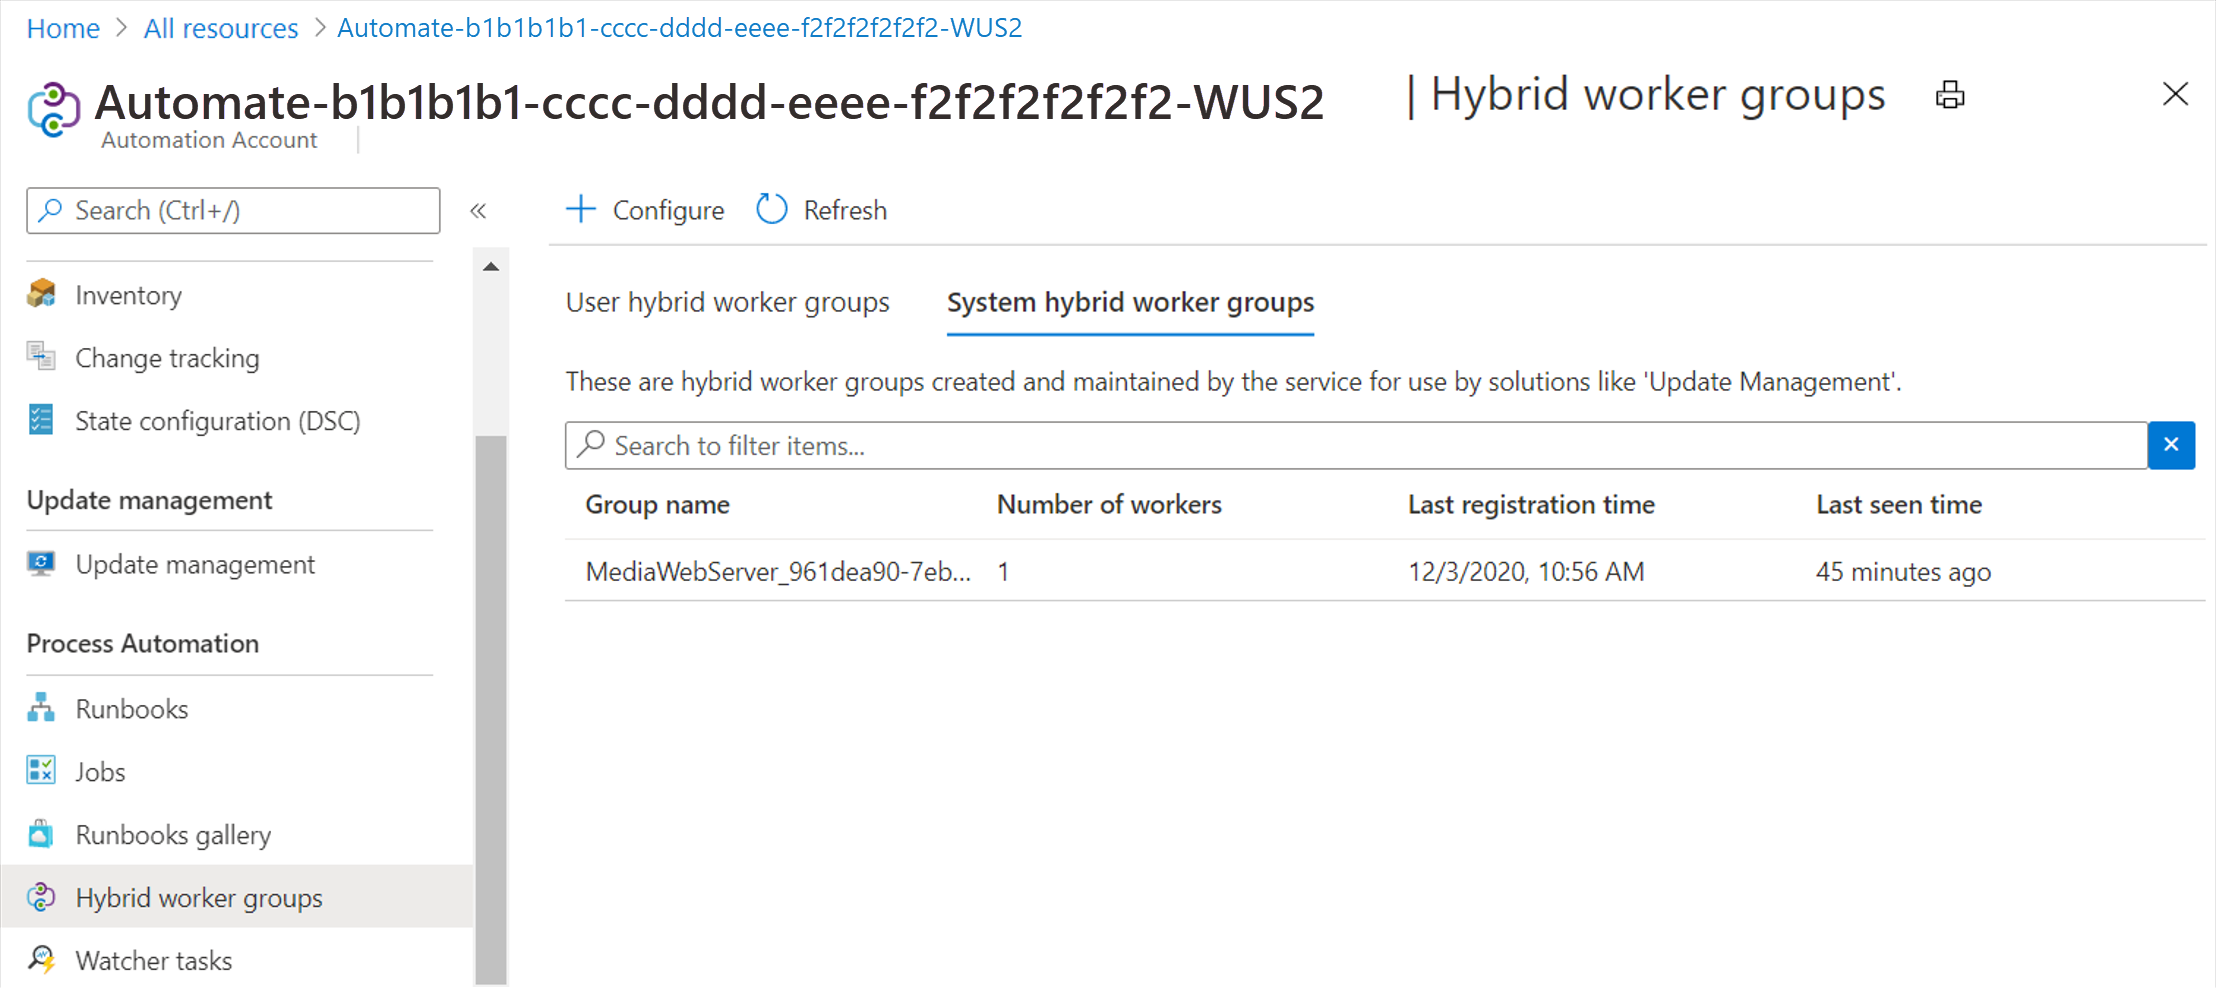 Home > All resources > Automate-b1b1b1b1-cccc-dddd-eeee-f2f2f2f2f2f2-WUS2
Automate-b1b1b1b1-cccc-dddd-eeee-f2f2f2f2f2f2-WUS2 | Hybrid worker groups
Automation Account
Search (Ctrl+/)
«
Inventory
Change tracking
State configuration (DSC)
Update management
Update management
Process Automation
Runbooks
Jobs
Runbooks gallery
Hybrid worker groups
Watcher tasks
Configure Refresh
User hybrid worker groups System hybrid worker groups
These are hybrid worker groups created and maintained by the service for use by solutions like 'Update Management'.
Search to filter items...
Group name Number of workers Last registration time Last seen time
MediaWebServer_961dea90-7eb... 1 12/3/2020, 10:56 AM 45 minutes ago